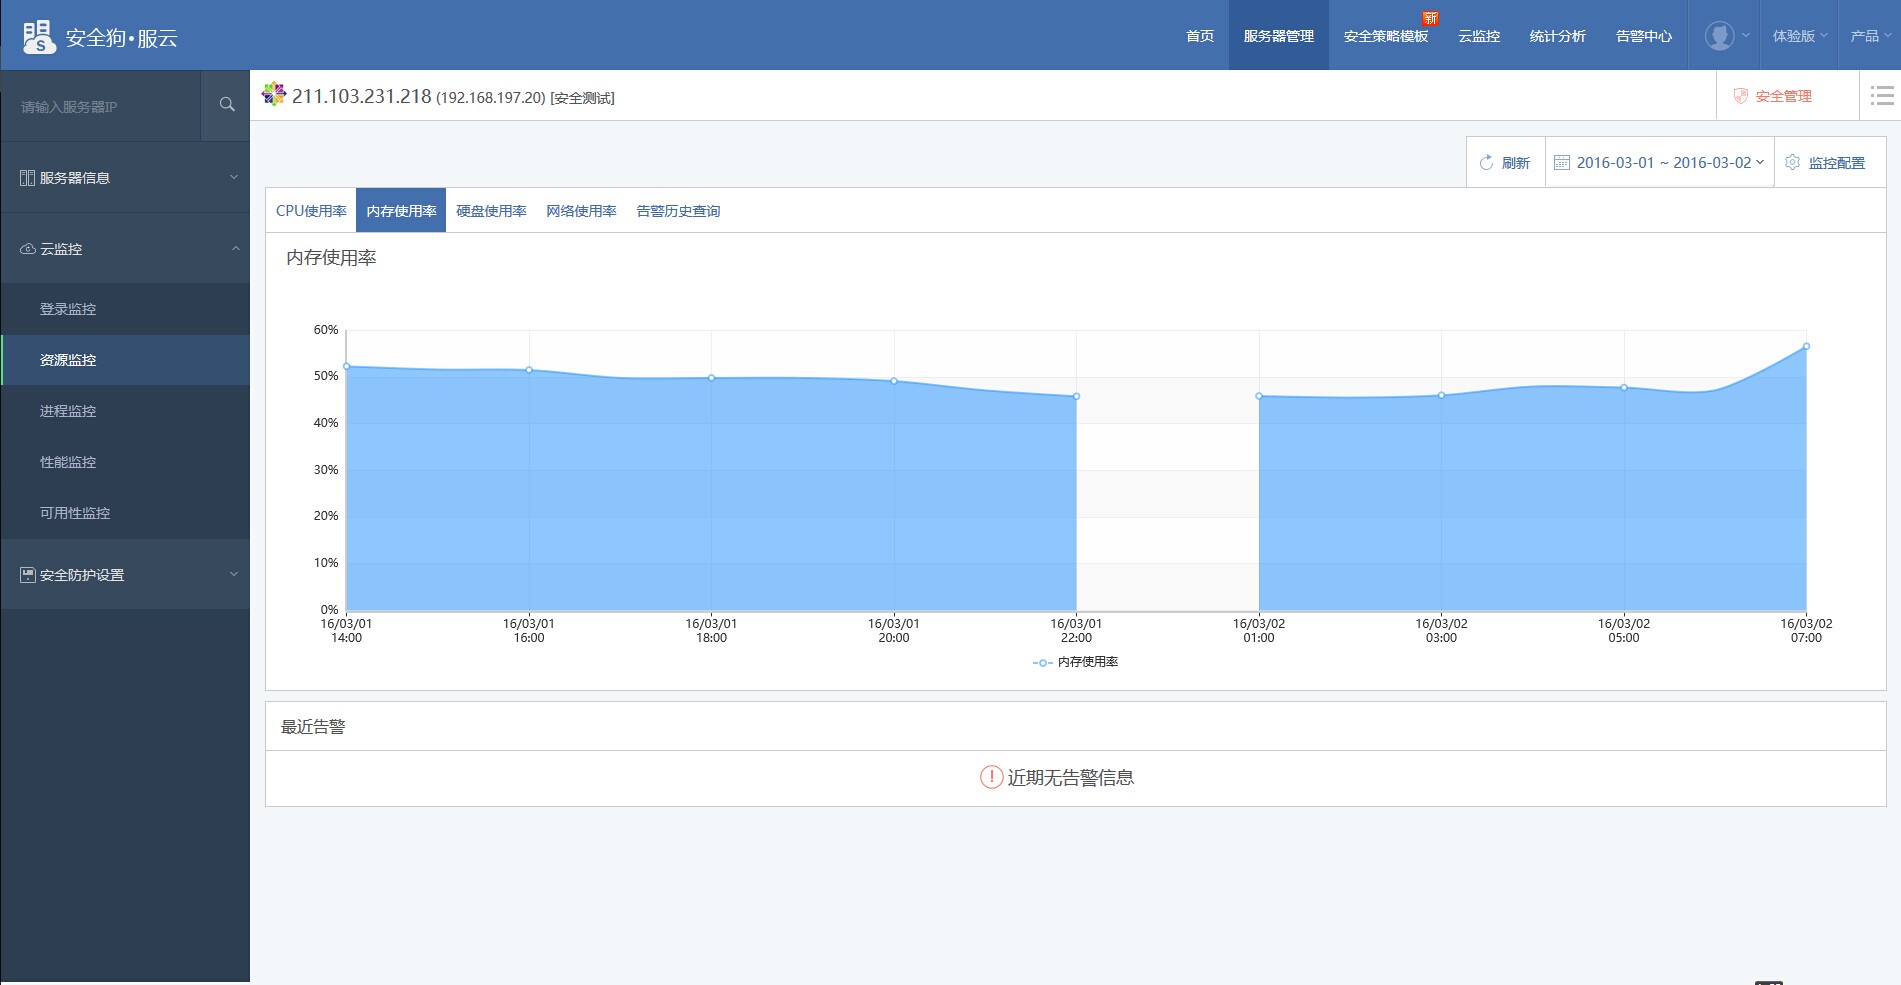 安全狗•服云
首页 服务器管理 安全策略模板 新 云监控 统计分析 告警中心 体验版 产品
请输入服务器IP
211.103.231.218 (192.168.197.20) [安全测试]
安全管理
服务器信息
云监控
登录监控
资源监控
进程监控
性能监控
可用性监控
安全防护设置
刷新 2016-03-01 ~ 2016-03-02 监控配置
CPU使用率 内存使用率 硬盘使用率 网络使用率 告警历史查询
内存使用率
60%
50%
40%
30%
20%
10%
0%
16/03/01 16/03/01 16/03/01 16/03/01 16/03/01 16/03/02 16/03/02 16/03/02 16/03/02
14:00 16:00 18:00 20:00 22:00 01:00 03:00 05:00 07:00
内存使用率
最近告警
近期无告警信息